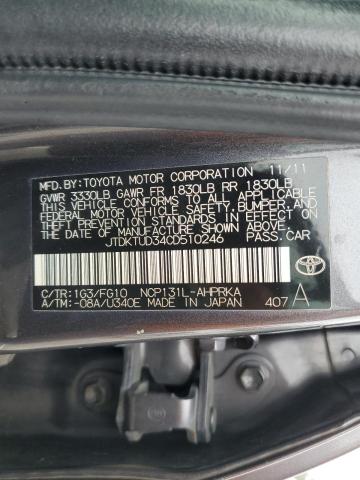 MFD.BY:TOYOTA MOTOR CORPORATION 11/11
GVWR 3330LB GAWR FR 1830LB RR 1830LB
THIS VEHICLE CONFORMS TO ALL APPLICABLE
FEDERAL MOTOR VEHICLE SAFETY, BUMPER, AND
THEFT PREVENTION STANDARDS IN EFFECT ON
THE DATE OF MANUFACTURE SHOWN ABOVE.
JTDKTUD34CD510246 PASS.CAR
C/TR:1G3/FG10 NCP131L-AHPRKA
A/TM:-08A/U340E MADE IN JAPAN 407 A